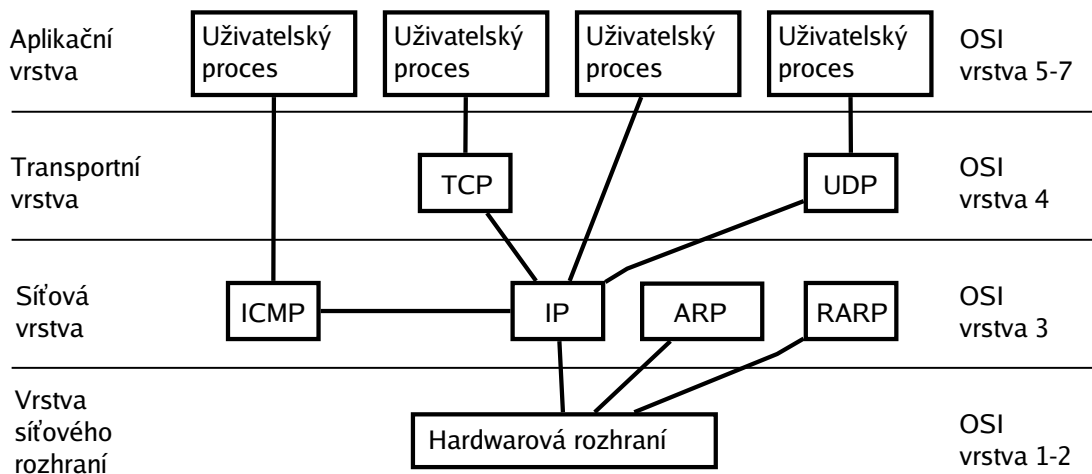 Aplikační
vrstva
Uživatelský
proces
Uživatelský
proces
Uživatelský
proces
Uživatelský
proces
OSI
vrstva 5-7
Transportní
vrstva
TCP
UDP
OSI
vrstva 4
Síťová
vrstva
ICMP
IP
ARP
RARP
OSI
vrstva 3
Vrstva
síťového
rozhraní
Hardwarová rozhraní
OSI
vrstva 1-2